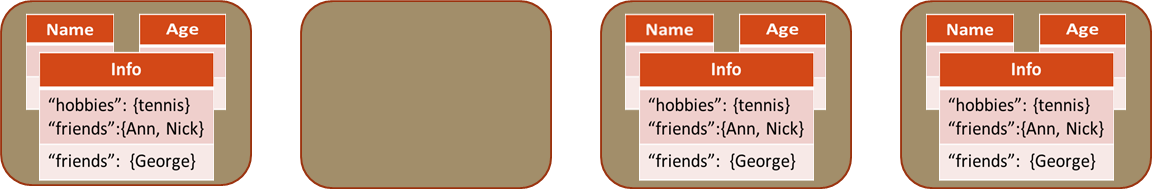 Name Age
Info
“hobbies”: {tennis}
“friends”:{Ann, Nick}
“friends”: {George}
Name Age
Info
“hobbies”: {tennis}
“friends”:{Ann, Nick}
“friends”: {George}
Name Age
Info
“hobbies”: {tennis}
“friends”:{Ann, Nick}
“friends”: {George}